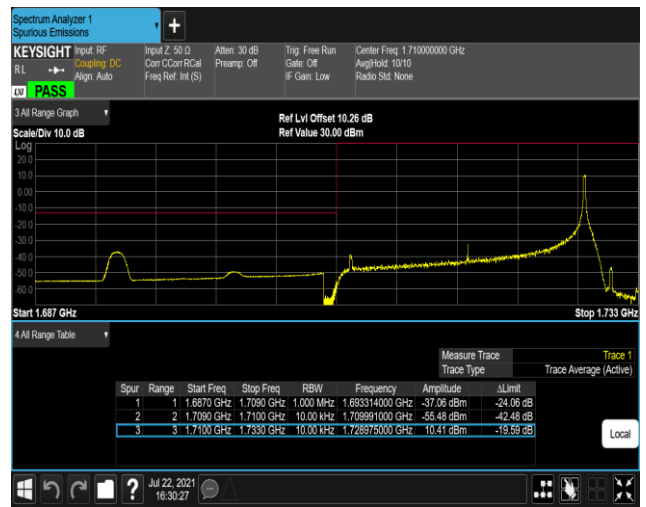 Spectrum Analyzer 1
Spurious Emissions
+
KEYSIGHT Input: RF Input Z: 50 Ω Atten: 30 dB Trig: Free Run Center Freq: 1.710000000 GHz
R L Coupling: DC Corr CCorr RCal Preamp: Off Gate: Off Avg|Hold: 10/10
Align: Auto Freq Ref: Int (S) IF Gain: Low Radio Std: None
LXI PASS
3 All Range Graph
Ref Lvl Offset 10.26 dB
Scale/Div 10.0 dB Ref Value 30.00 dBm
Log
20.0
10.0
0.00
-10.0
-20.0
-30.0
-40.0
-50.0
-60.0
Start 1.687 GHz Stop 1.733 GHz
4 All Range Table
Measure Trace Trace 1
Trace Type Trace Average (Active)
Spur Range Start Freq Stop Freq RBW Frequency Amplitude ΔLimit
1 1 1.6870 GHz 1.7090 GHz 1.000 MHz 1.693314000 GHz -37.06 dBm -24.06 dB
2 2 1.7090 GHz 1.7100 GHz 10.00 kHz 1.709991000 GHz -55.48 dBm -42.48 dB
3 3 1.7100 GHz 1.7330 GHz 10.00 kHz 1.728975000 GHz 10.41 dBm -19.59 dB
Local
? Jul 22, 2021
16:30:27